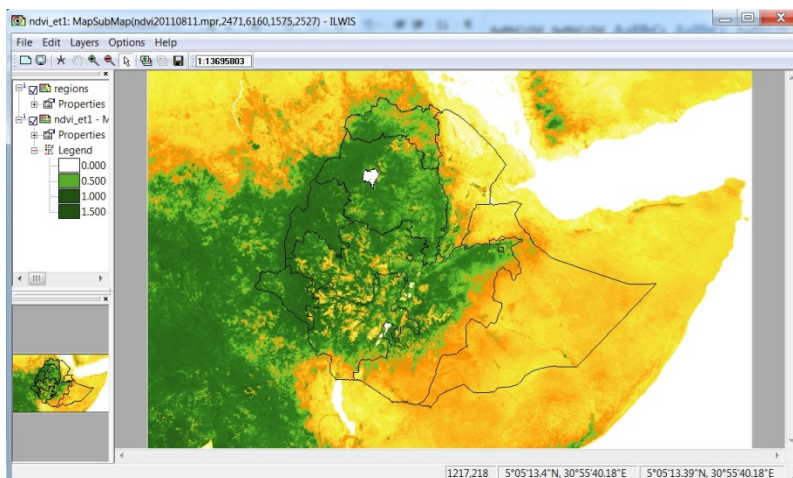 ndvi_et1: MapSubMap(ndvi20110811.mpr,2471,6160,1575,2527) - ILWIS
File Edit Layers Options Help
1:13695803
regions
Properties
ndvi_et1 - M
Properties
Legend
0.000
0.500
1.000
1.500
1217,218 5°05'13.4"N, 30°55'40.18"E 5°05'13.39"N, 30°55'40.18"E